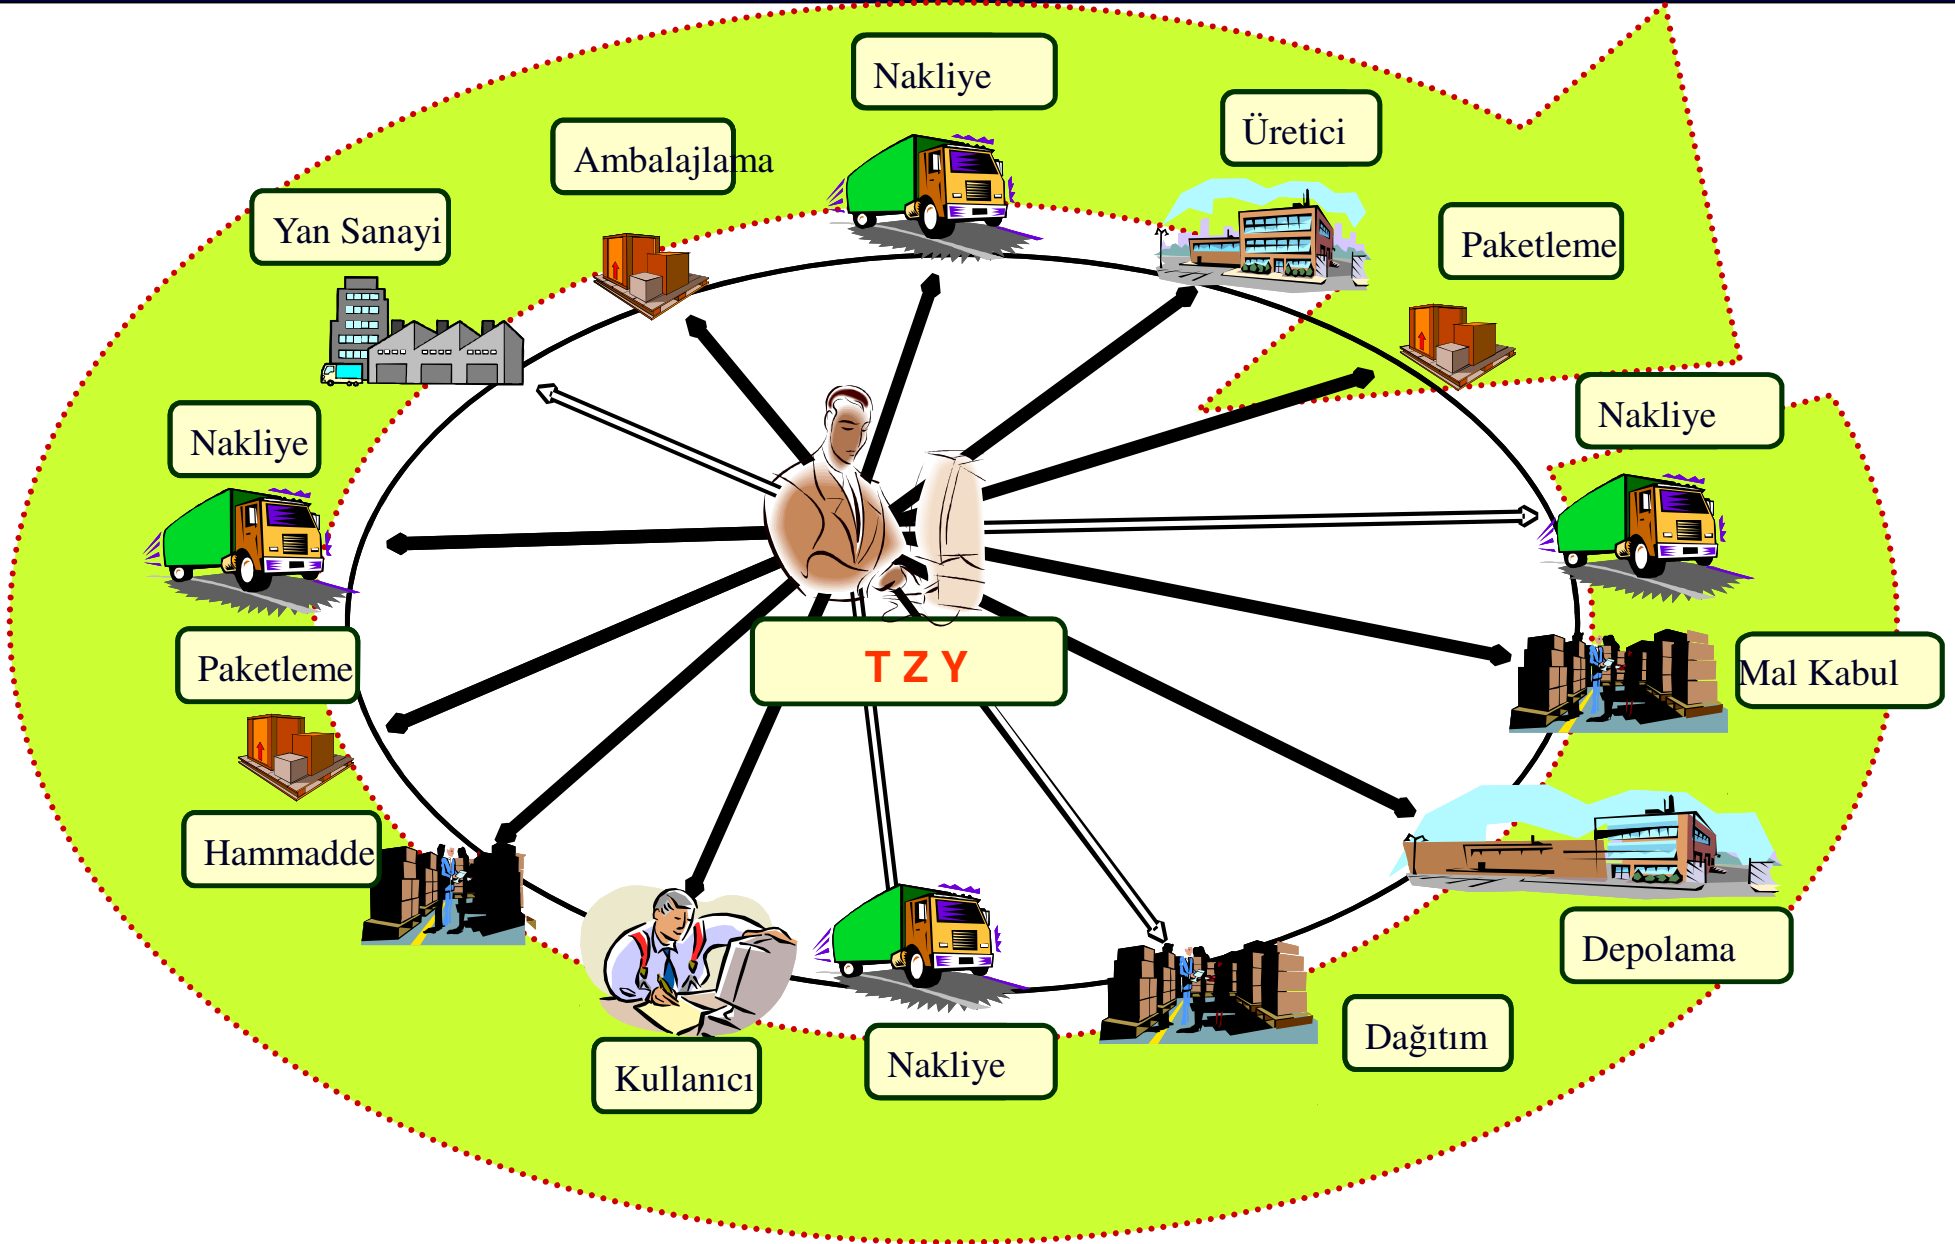 Nakliye
Üretici
Ambalajlama
Yan Sanayi
Paketleme
Nakliye
Nakliye
Paketleme
T Z Y
Mal Kabul
Hammadde
Depolama
Dağıtım
Kullanıcı
Nakliye